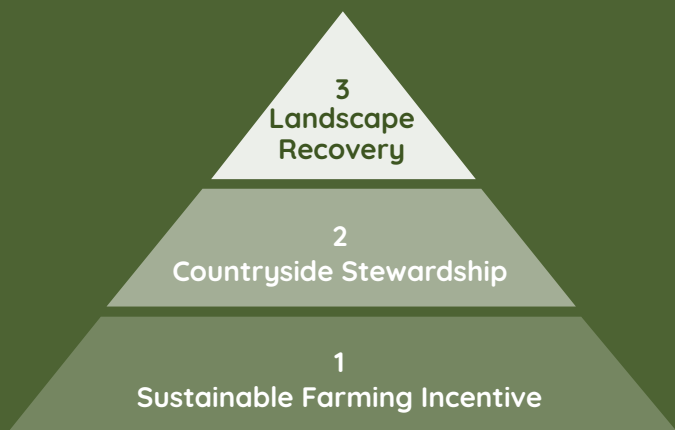 3
Landscape
Recovery
2
Countryside Stewardship
1
Sustainable Farming Incentive